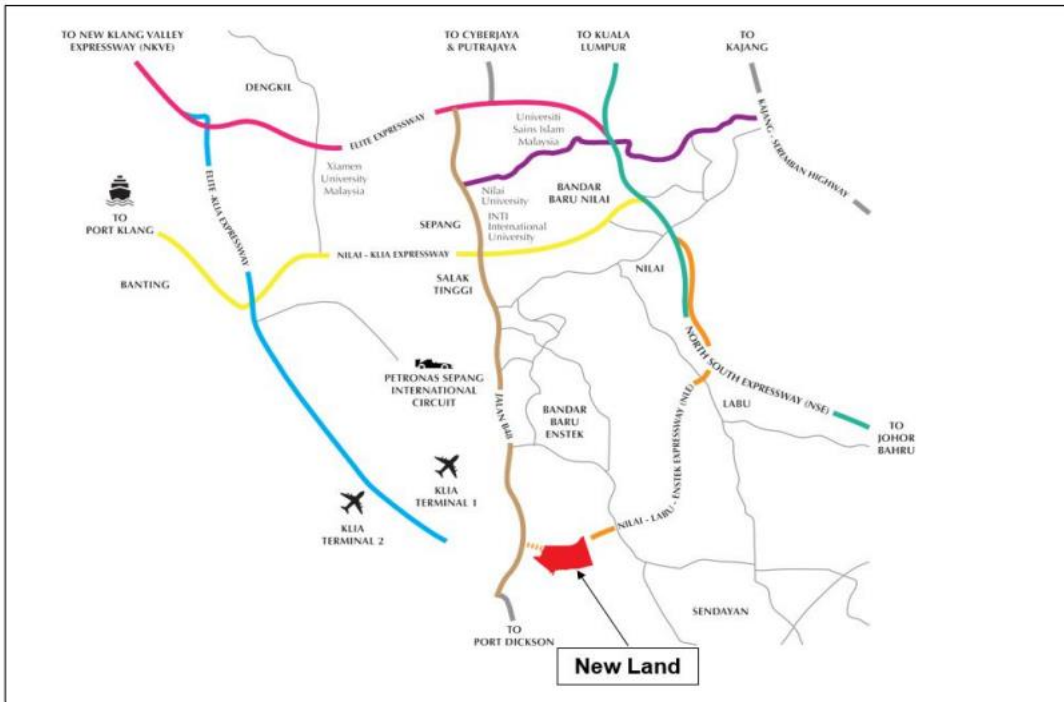 TO NEW KLANG VALLEY
EXPRESSWAY (NKVE)
TO CYBERJAYA
& PUTRAJAYA
TO KUALA
LUMPUR
TO
KAJANG
DENGKIL
ELITE EXPRESSWAY
Universiti
Sains Islam
Malaysia
KAJANG - SEREMBAN HIGHWAY
Xiamen
University
Malaysia
ELITE -KLIA EXPRESSWAY
Nilai
University
BANDAR
BARU NILAI
TO
PORT KLANG
SEPANG
INTI
International
University
NILAI - KLIA EXPRESSWAY
NILAI
BANTING
SALAK
TINGGI
NORTH SOUTH EXPRESSWAY (NSE)
PETRONAS SEPANG
INTERNATIONAL
CIRCUIT
JALAN B48
BANDAR
BARU
ENSTEK
LABU
TO
JOHOR
BAHRU
NILAI - LABU - ENSTEK EXPRESSWAY (NLE)
KLIA
TERMINAL 1
KLIA
TERMINAL 2
SENDAYAN
TO
PORT DICKSON
New Land